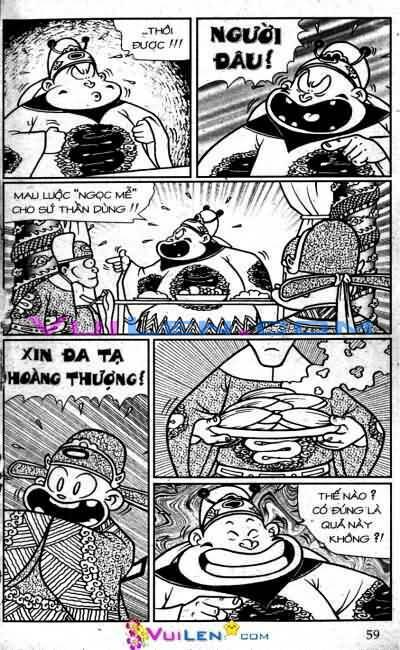 ...THÔI
ĐƯỢC !!!
NGƯỜI
ĐÂU!
MAU LUỘC "NGỌC MỄ"
CHO SỨ THẦN DÙNG !!
XIN ĐA TẠ
HOÀNG THƯỢNG!
THẾ NÀO ?
CÓ ĐÚNG LÀ
QUẢ NÀY
KHÔNG ?!
59
VUILEN.COM